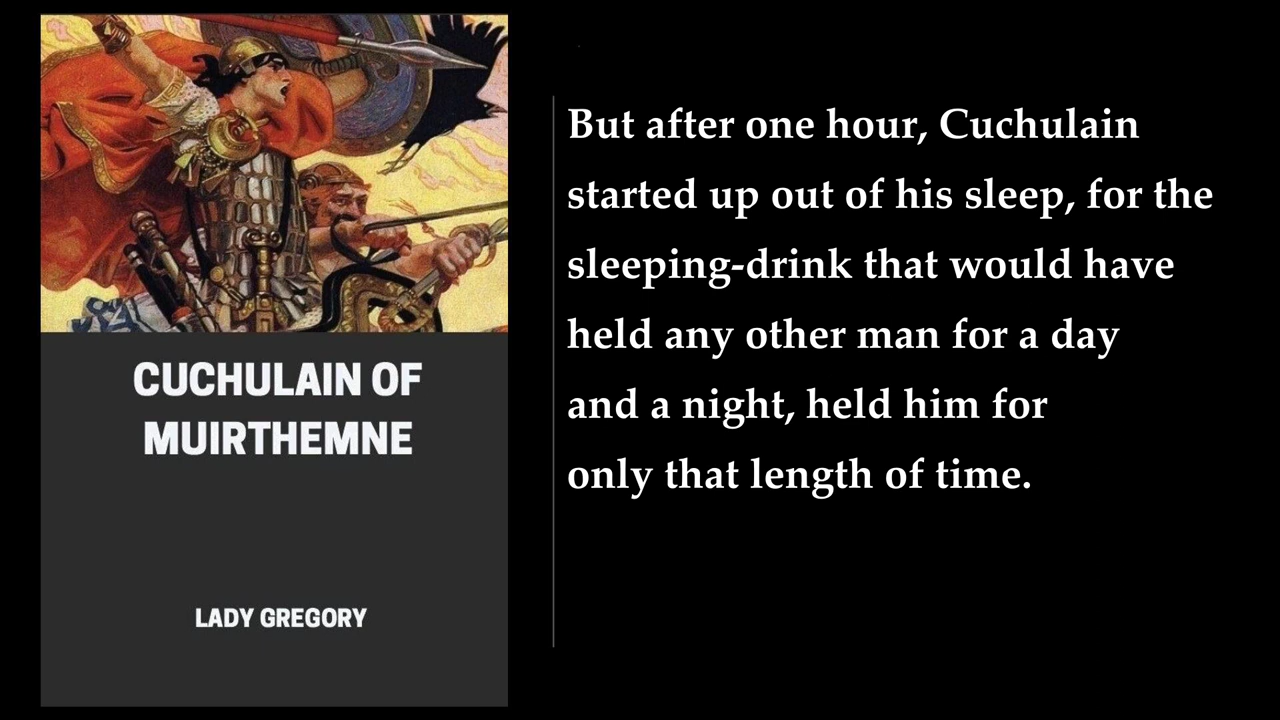 CUCHULAIN OF
MUIRTHEMNE
LADY GREGORY
But after one hour, Cuchulain
started up out of his sleep, for the
sleeping-drink that would have
held any other man for a day
and a night, held him for
only that length of time.